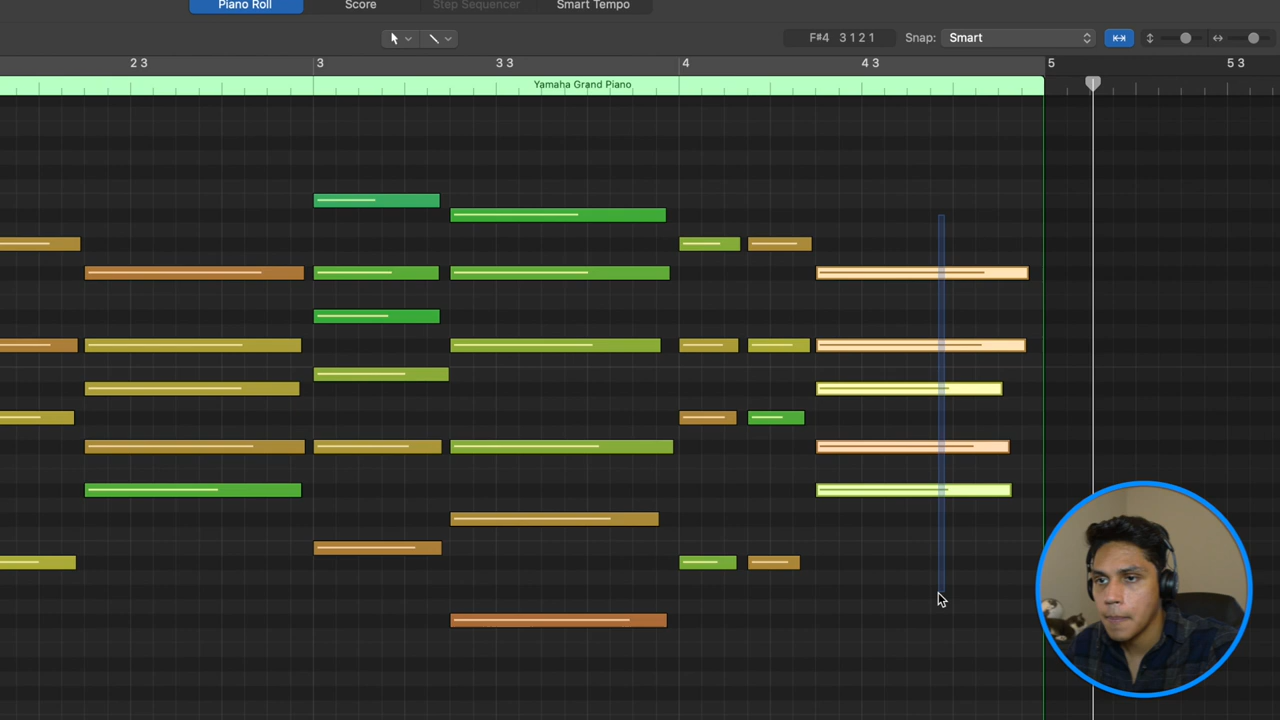 Piano Roll Score Step Sequencer Smart Tempo
F#4 3 1 2 1 Snap: Smart
2 3 3 3 3 4 4 3 5 5 3
Yamaha Grand Piano